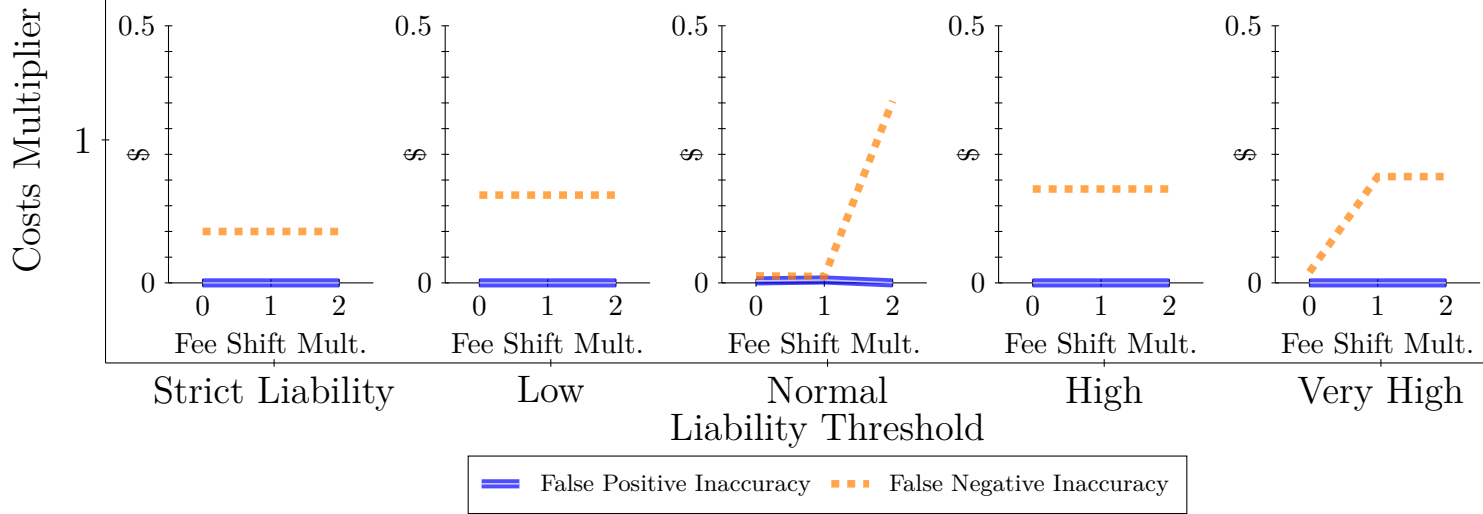 Costs Multiplier
1
0.5
$
0
0 1 2
Fee Shift Mult.
0.5
$
0
0 1 2
Fee Shift Mult.
0.5
$
0
0 1 2
Fee Shift Mult.
0.5
$
0
0 1 2
Fee Shift Mult.
0.5
$
0
0 1 2
Fee Shift Mult.
Strict Liability
Low
Normal
High
Very High
Liability Threshold
False Positive Inaccuracy
False Negative Inaccuracy